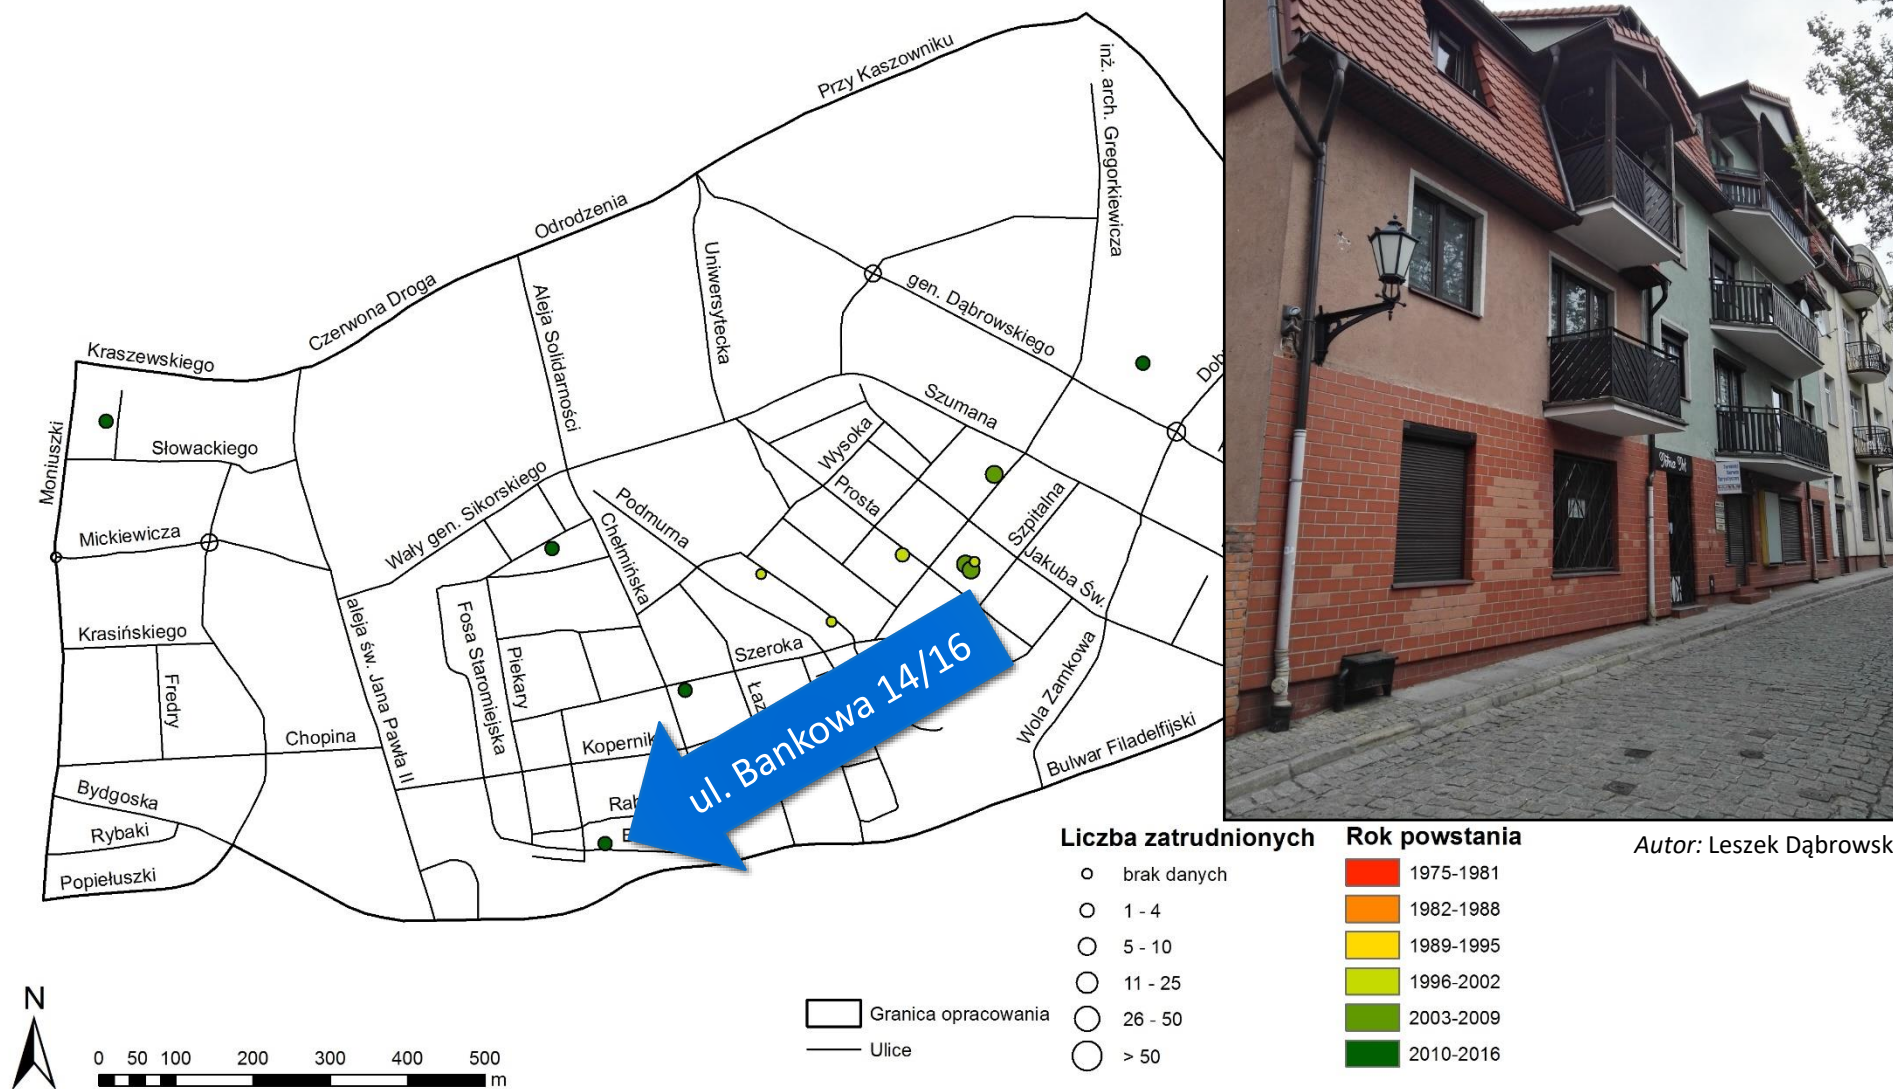 Przy Kaszowniku
inż. arch. Gregorkiewicza
Odrodzenia
Uniwersytecka
gen. Dąbrowskiego
Czerwona Droga
Aleja Solidarności
Kraszewskiego
Szumana
Moniuszki
Słowackiego
Wysoka
Wały gen. Sikorskiego
Podmurna
Prosta
Szpitalna
Mickiewicza
Chełmińska
Jakuba Św.
aleja św. Jana Pawła II
Fosa Staromiejska
Krasińskiego
Piekary
Szeroka
Wola Zamkowa
Fredry
ul. Bankowa 14/16
Chopina
Bulwar Filadelfijski
Bydgoska
Rybaki
Popiełuszki
Liczba zatrudnionych
brak danych
1 - 4
5 - 10
11 - 25
26 - 50
> 50
Rok powstania
1975-1981
1982-1988
1989-1995
1996-2002
2003-2009
2010-2016
Autor: Leszek Dąbrowsk
Granica opracowania
Ulice
N
0 50 100 200 300 400 500
m